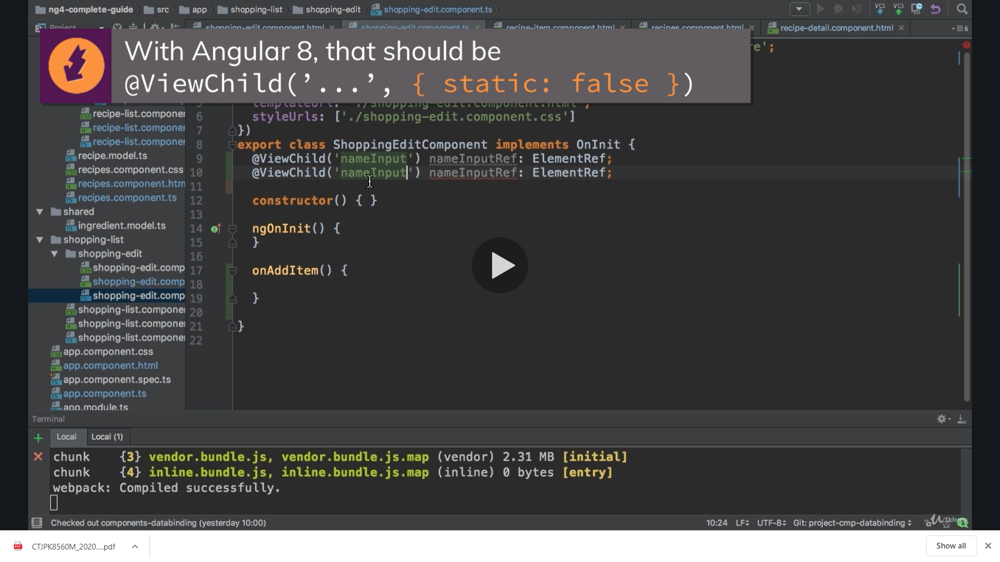 ng4-complete-guide src app shopping-list shopping-edit shopping-edit.component.ts
VCS VCS
Project shopping-edit.component.html shopping-edit.component.ts recipe-item.component.html recipes.component.html recipe-detail.component.html 5
With Angular 8, that should be
@ViewChild(’...’, { static: false })
re';
templateUrl: './shopping-edit.component.html',
recipe-list.componen
6 styleUrls: ['./shopping-edit.component.css']
recipe-list.componen
7 })
recipe-list.componen
8 export class ShoppingEditComponent implements OnInit {
recipe.model.ts
9 @ViewChild('nameInput') nameInputRef: ElementRef;
recipes.component.css
10 @ViewChild('nameInput') nameInputRef: ElementRef;
recipes.component.htm
11
recipes.component.ts
12 constructor() { }
shared
13
ingredient.model.ts
14 ngOnInit() {
shopping-list
15 }
shopping-edit
16
shopping-edit.comp
17 onAddItem() {
shopping-edit.comp
18
shopping-edit.comp
19 }
shopping-list.componen
20
shopping-list.componen
21 }
shopping-list.componen
22
app.component.css
app.component.html
app.component.spec.ts
app.component.ts
app.module.ts
Terminal
Local Local (1)
chunk {3} vendor.bundle.js, vendor.bundle.js.map (vendor) 2.31 MB [initial]
chunk {4} inline.bundle.js, inline.bundle.js.map (inline) 0 bytes [entry]
webpack: Compiled successfully.
Checked out components-databinding (yesterday 10:00) 10:24 LF UTF-8 Git: project-cmp-databinding
Udemy
CTJPK8560M_2020....pdf Show all